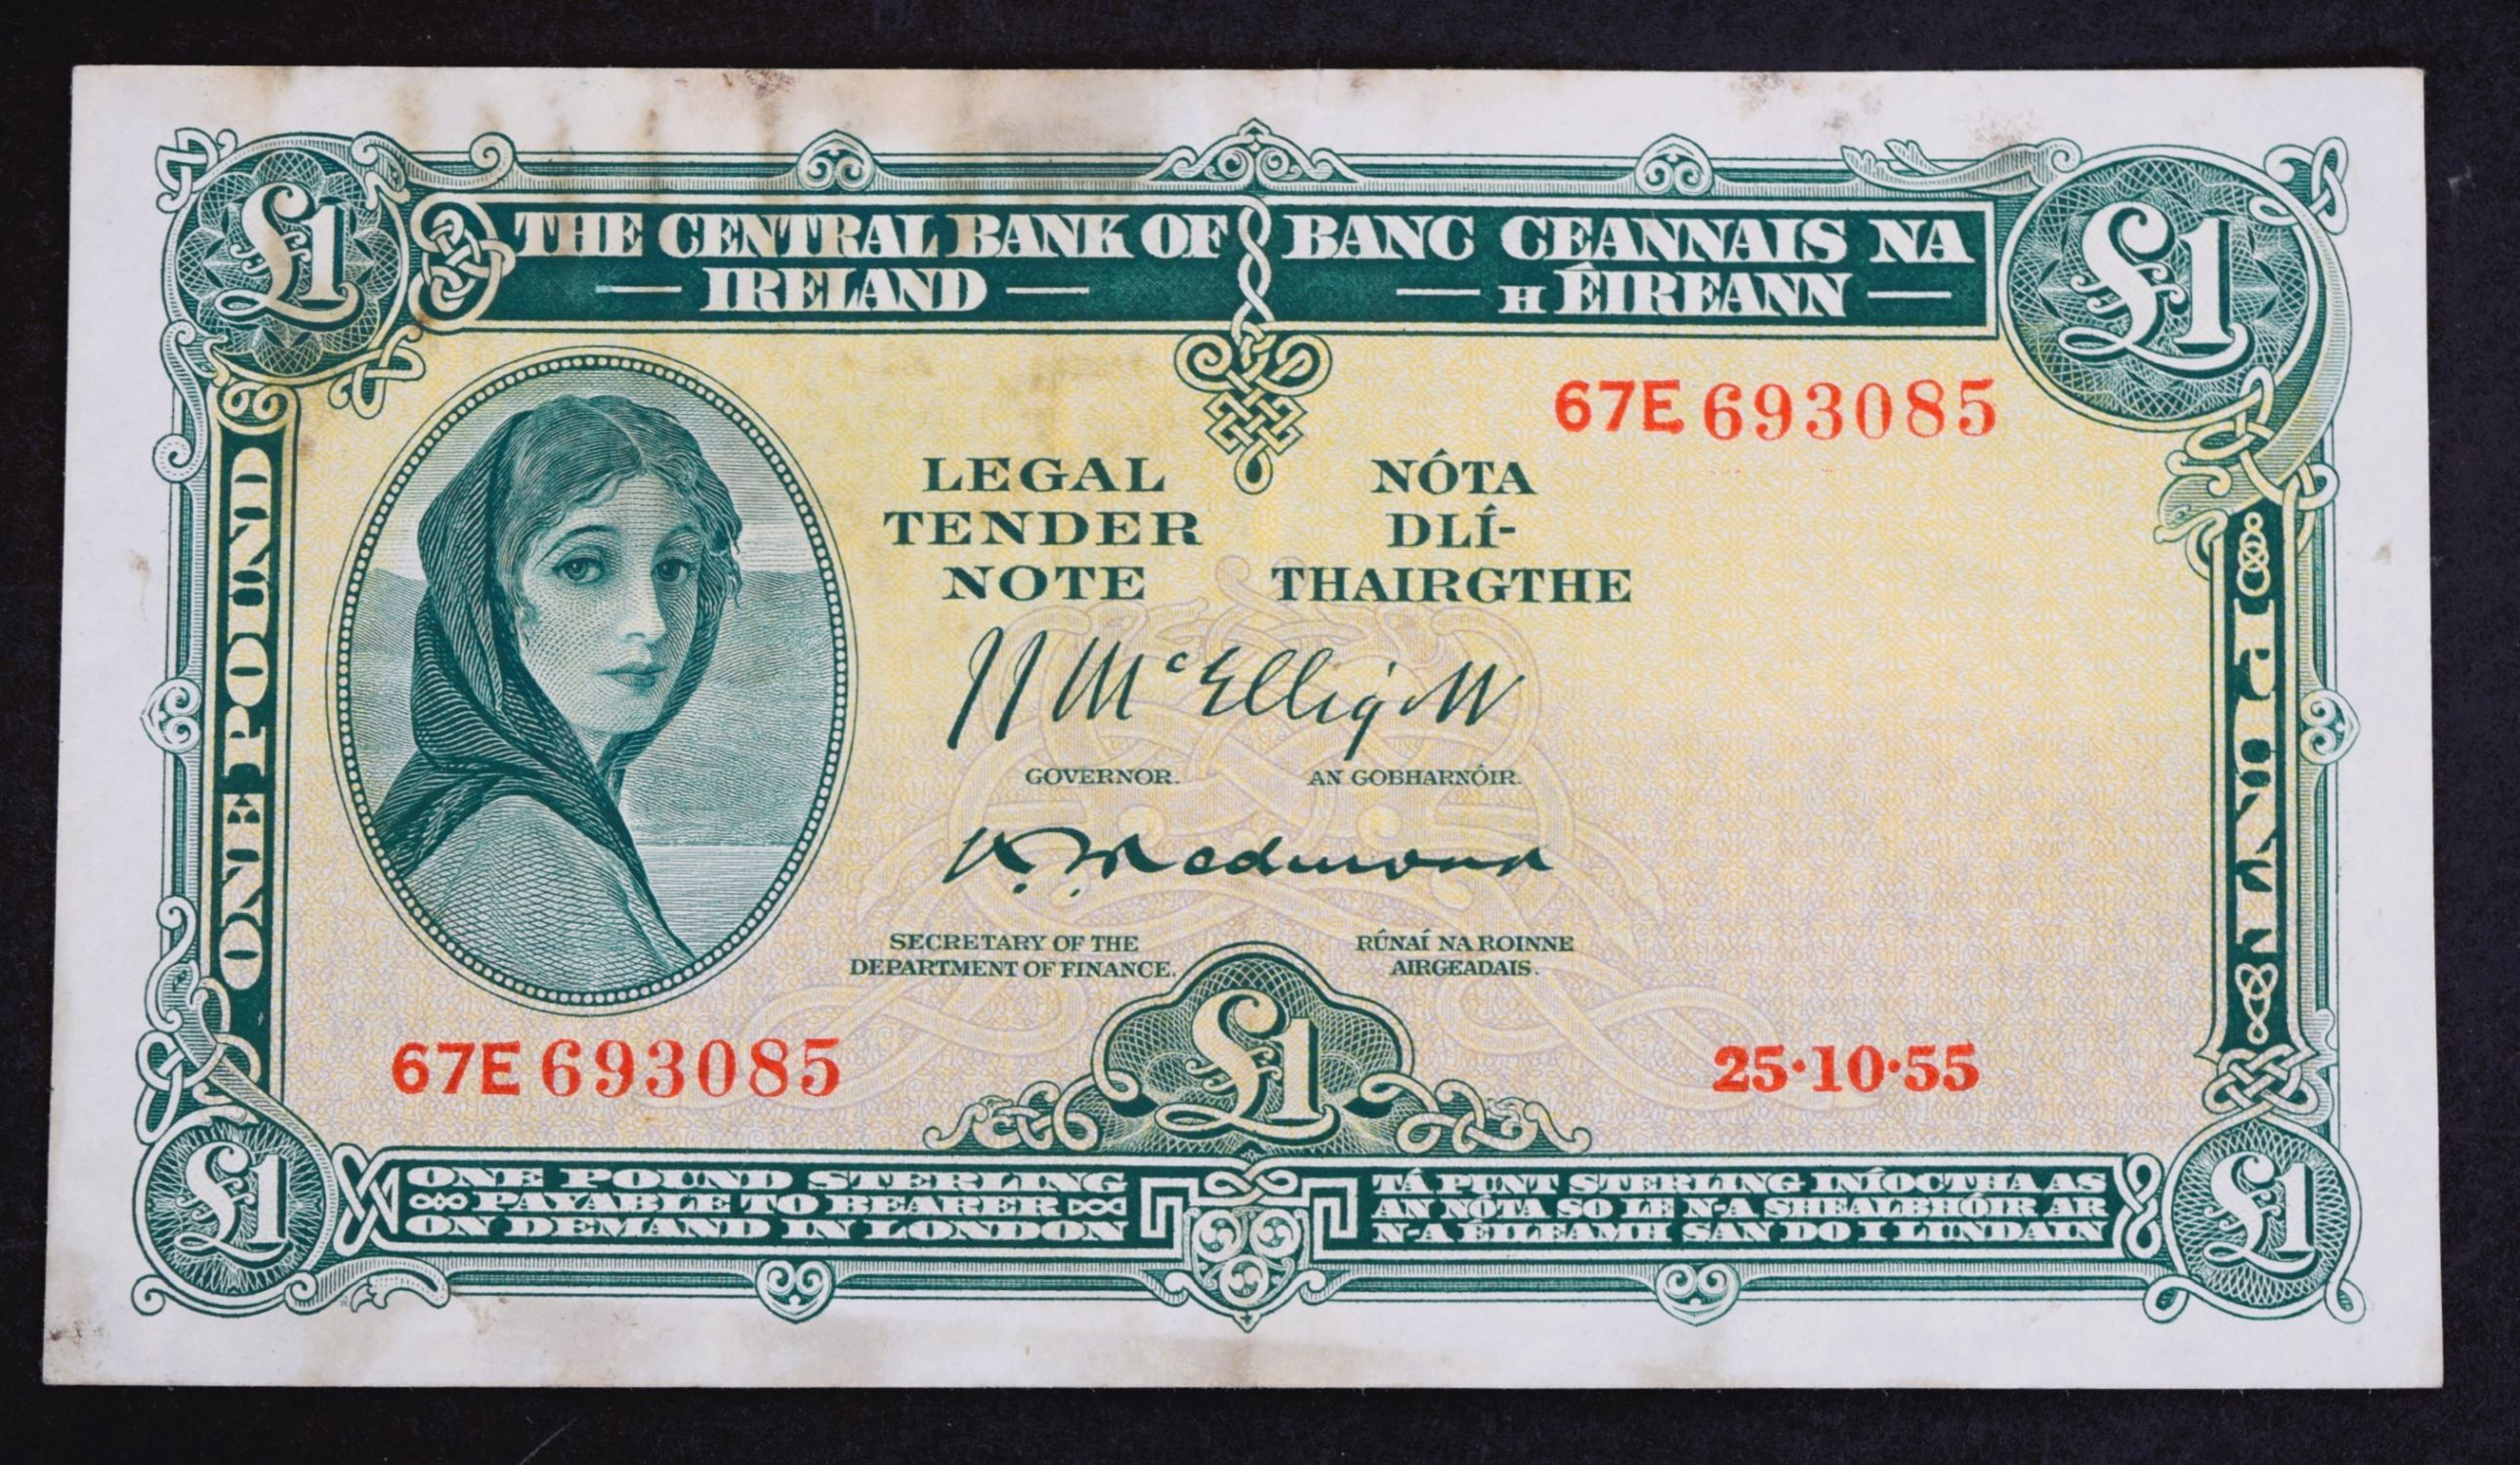 £1
THE CENTRAL BANK OF
— IRELAND —
BANC CEANNAIS NA
— H ÉIREANN —
£1
67E 693085
LEGAL
TENDER
NOTE
NÓTA
DLÍ-
THAIRGTHE
ONE POUND
J J McElligott
GOVERNOR.
AN GOBHARNÓIR.
Redmond
SECRETARY OF THE
DEPARTMENT OF FINANCE.
RÚNAÍ NA ROINNE
AIRGEADAIS.
67E 693085
£1
25·10·55
£1
ONE POUND STERLING
PAYABLE TO BEARER
ON DEMAND IN LONDON
TÁ PUNT STERLING INÍOCTHA AS
AN NÓTA SO LE N-A SHEALBHÓIR AR
N-A ÉILEAMH SAN DO I LUNDAIN
£1